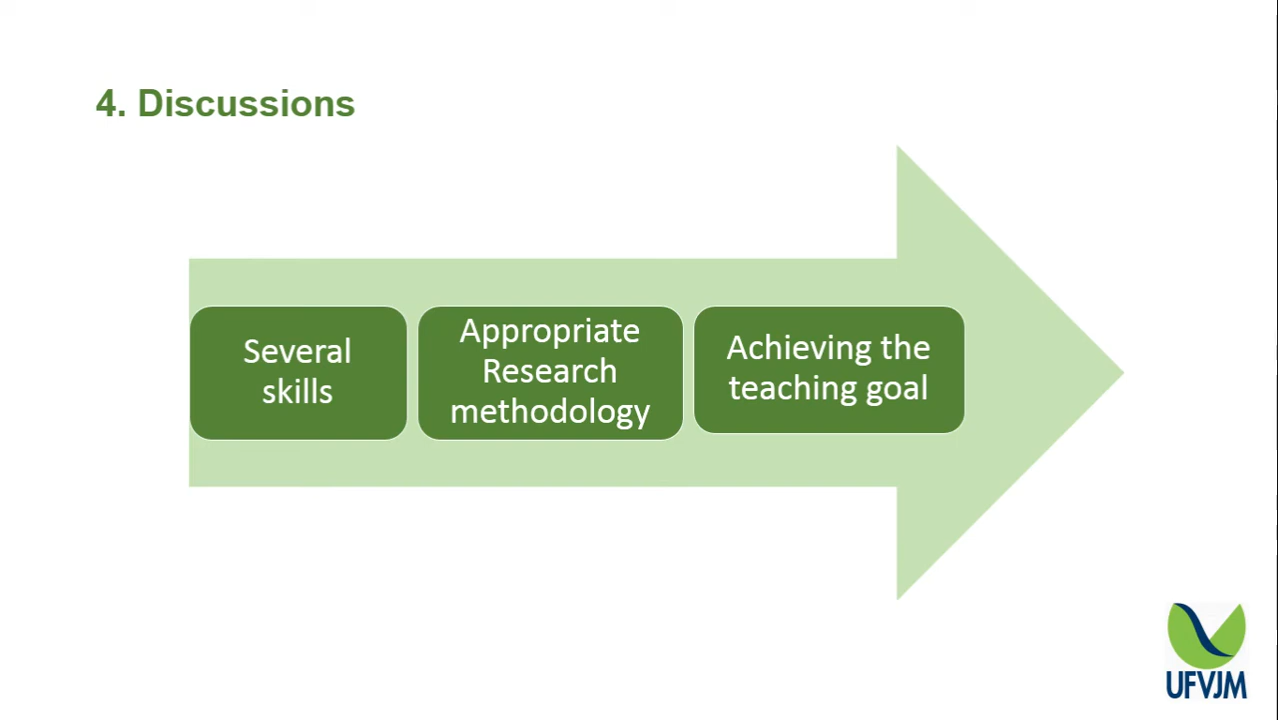 4. Discussions
Several
skills
Appropriate
Research
methodology
Achieving the
teaching goal
UFVJM